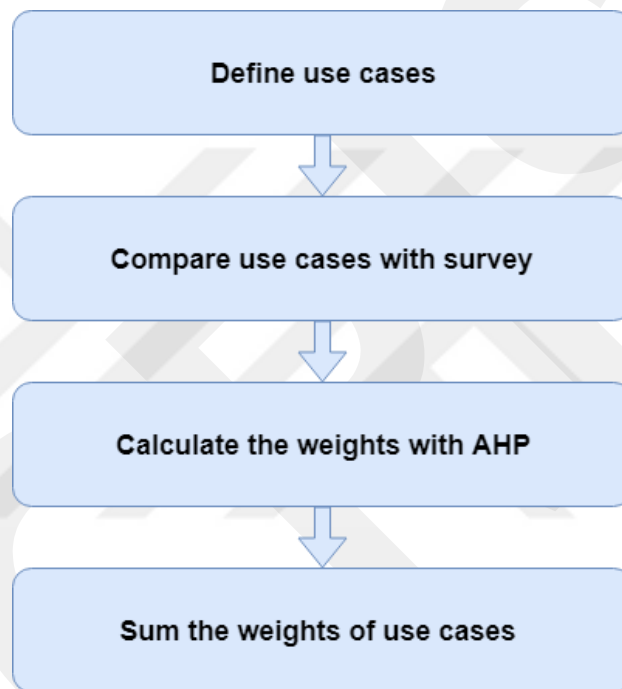 Define use cases
Compare use cases with survey
Calculate the weights with AHP
Sum the weights of use cases